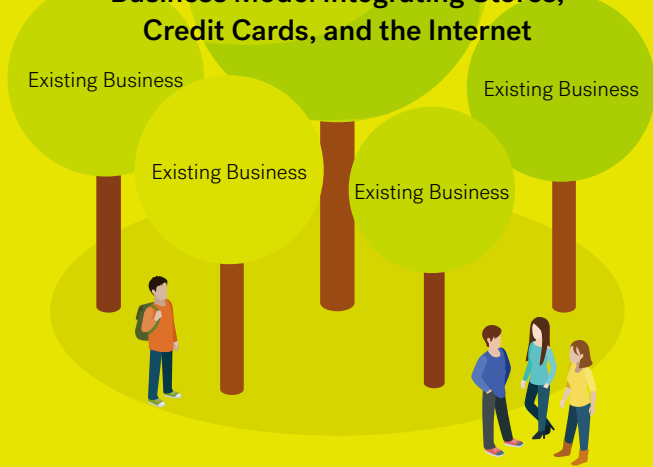 Business Model Integrating Stores,
Credit Cards, and the Internet
Existing Business
Existing Business
Existing Business
Existing Business